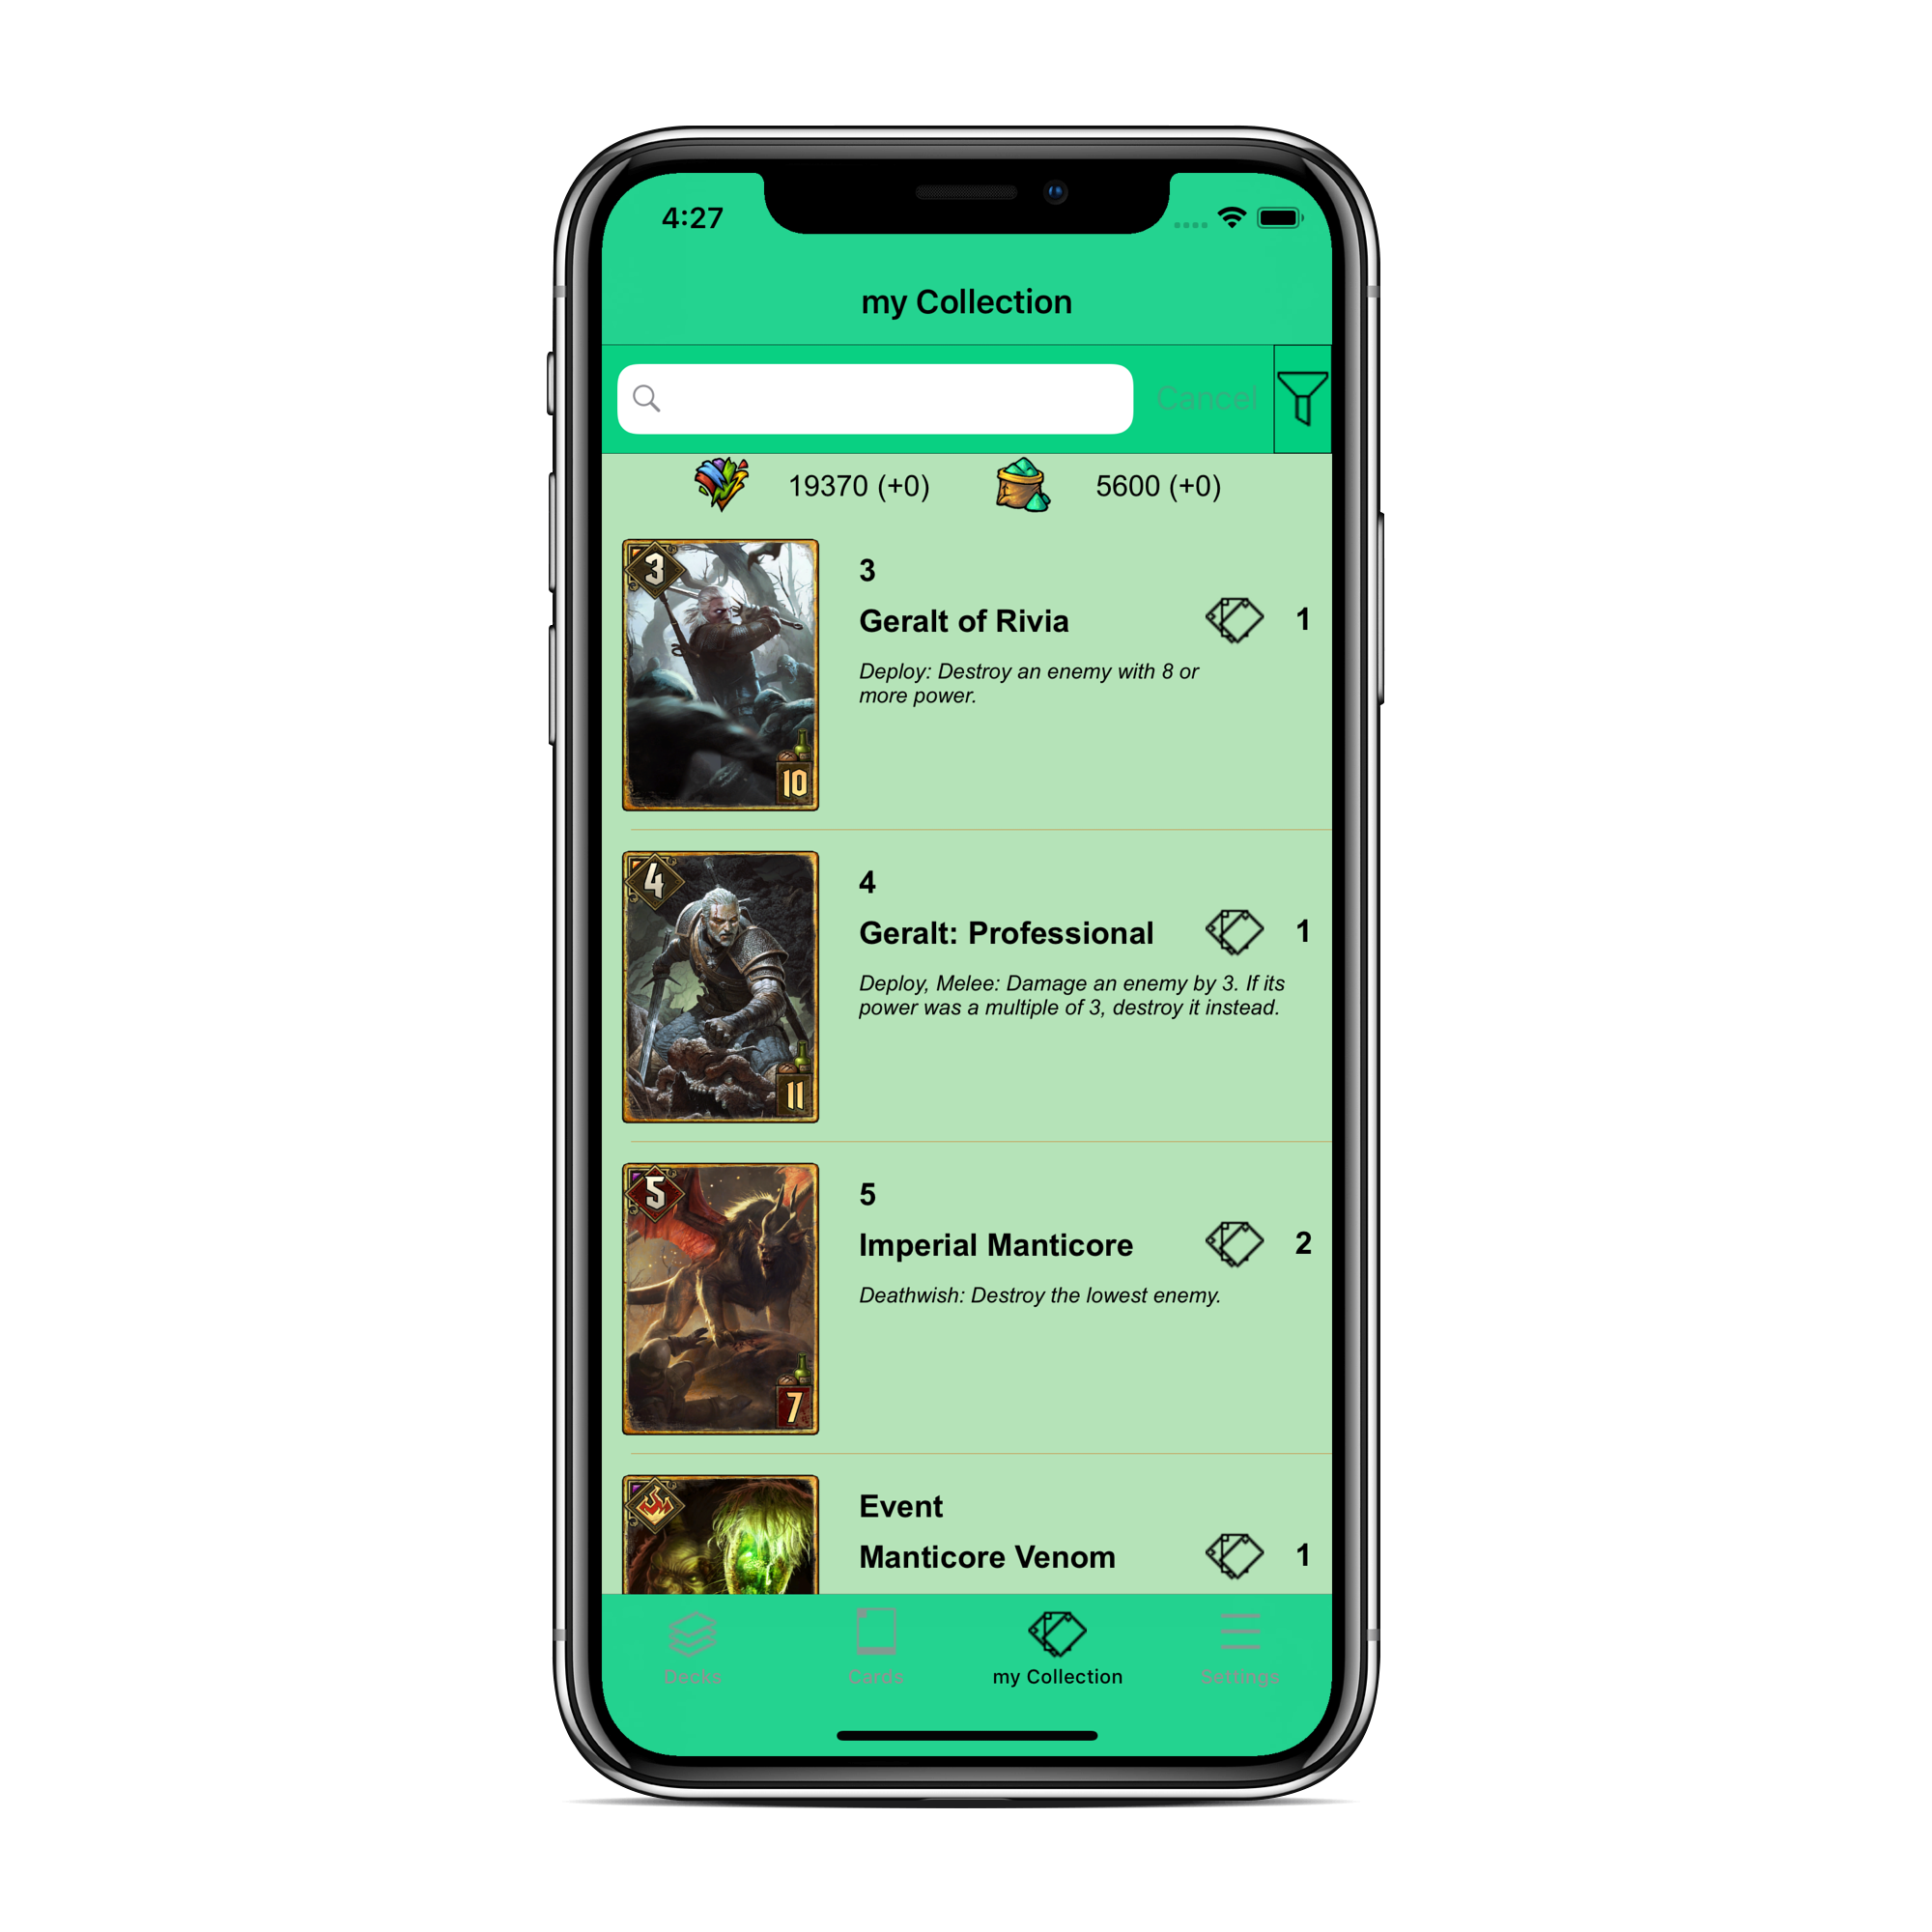 4:27
my Collection
Cancel
19370 (+0)
5600 (+0)
3
3
Geralt of Rivia
1
Deploy: Destroy an enemy with 8 or
more power.
10
4
4
Geralt: Professional
1
Deploy, Melee: Damage an enemy by 3. If its
power was a multiple of 3, destroy it instead.
11
5
5
Imperial Manticore
2
Deathwish: Destroy the lowest enemy.
7
Event
Manticore Venom
1
Decks
Cards
my Collection
Settings